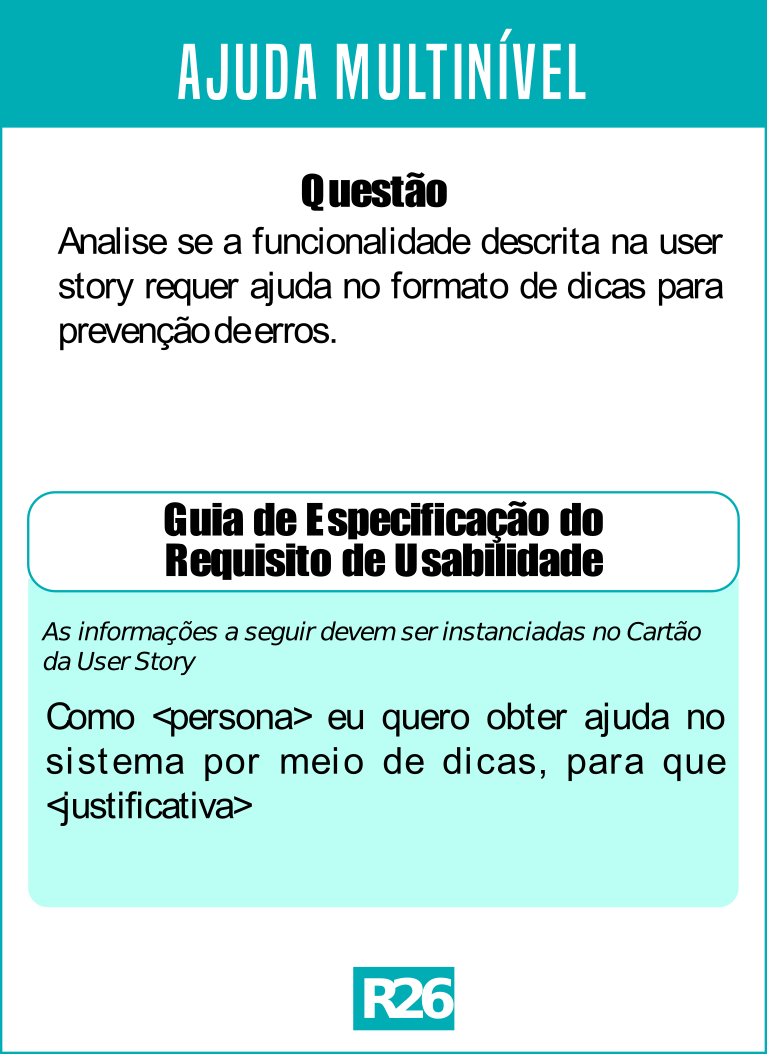 AJUDA MULTINÍVEL
Questão
Analise se a funcionalidade descrita na user
story requer ajuda no formato de dicas para
prevenção de erros.
Guia de Especificação do
Requisito de Usabilidade
As informações a seguir devem ser instanciadas no Cartão
da User Story
Como <persona> eu quero obter ajuda no
sistema por meio de dicas, para que
<justificativa>
R26